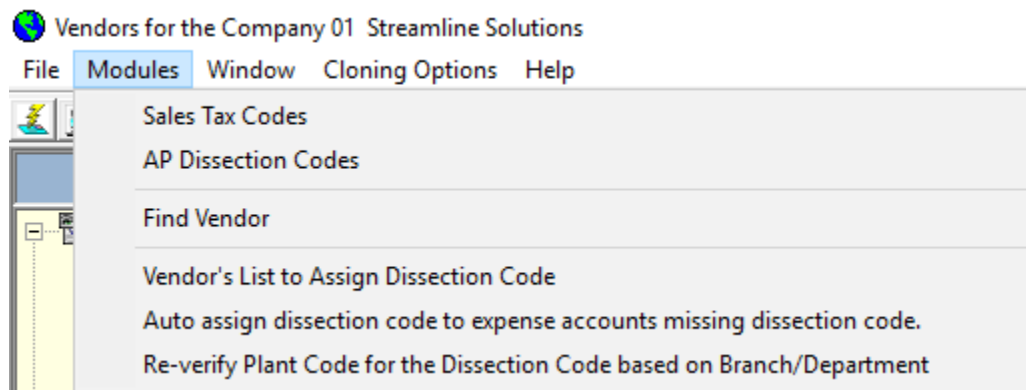 Vendors for the Company 01 Streamline Solutions
File Modules Window Cloning Options Help
Sales Tax Codes
AP Dissection Codes
Find Vendor
Vendor's List to Assign Dissection Code
Auto assign dissection code to expense accounts missing dissection code.
Re-verify Plant Code for the Dissection Code based on Branch/Department